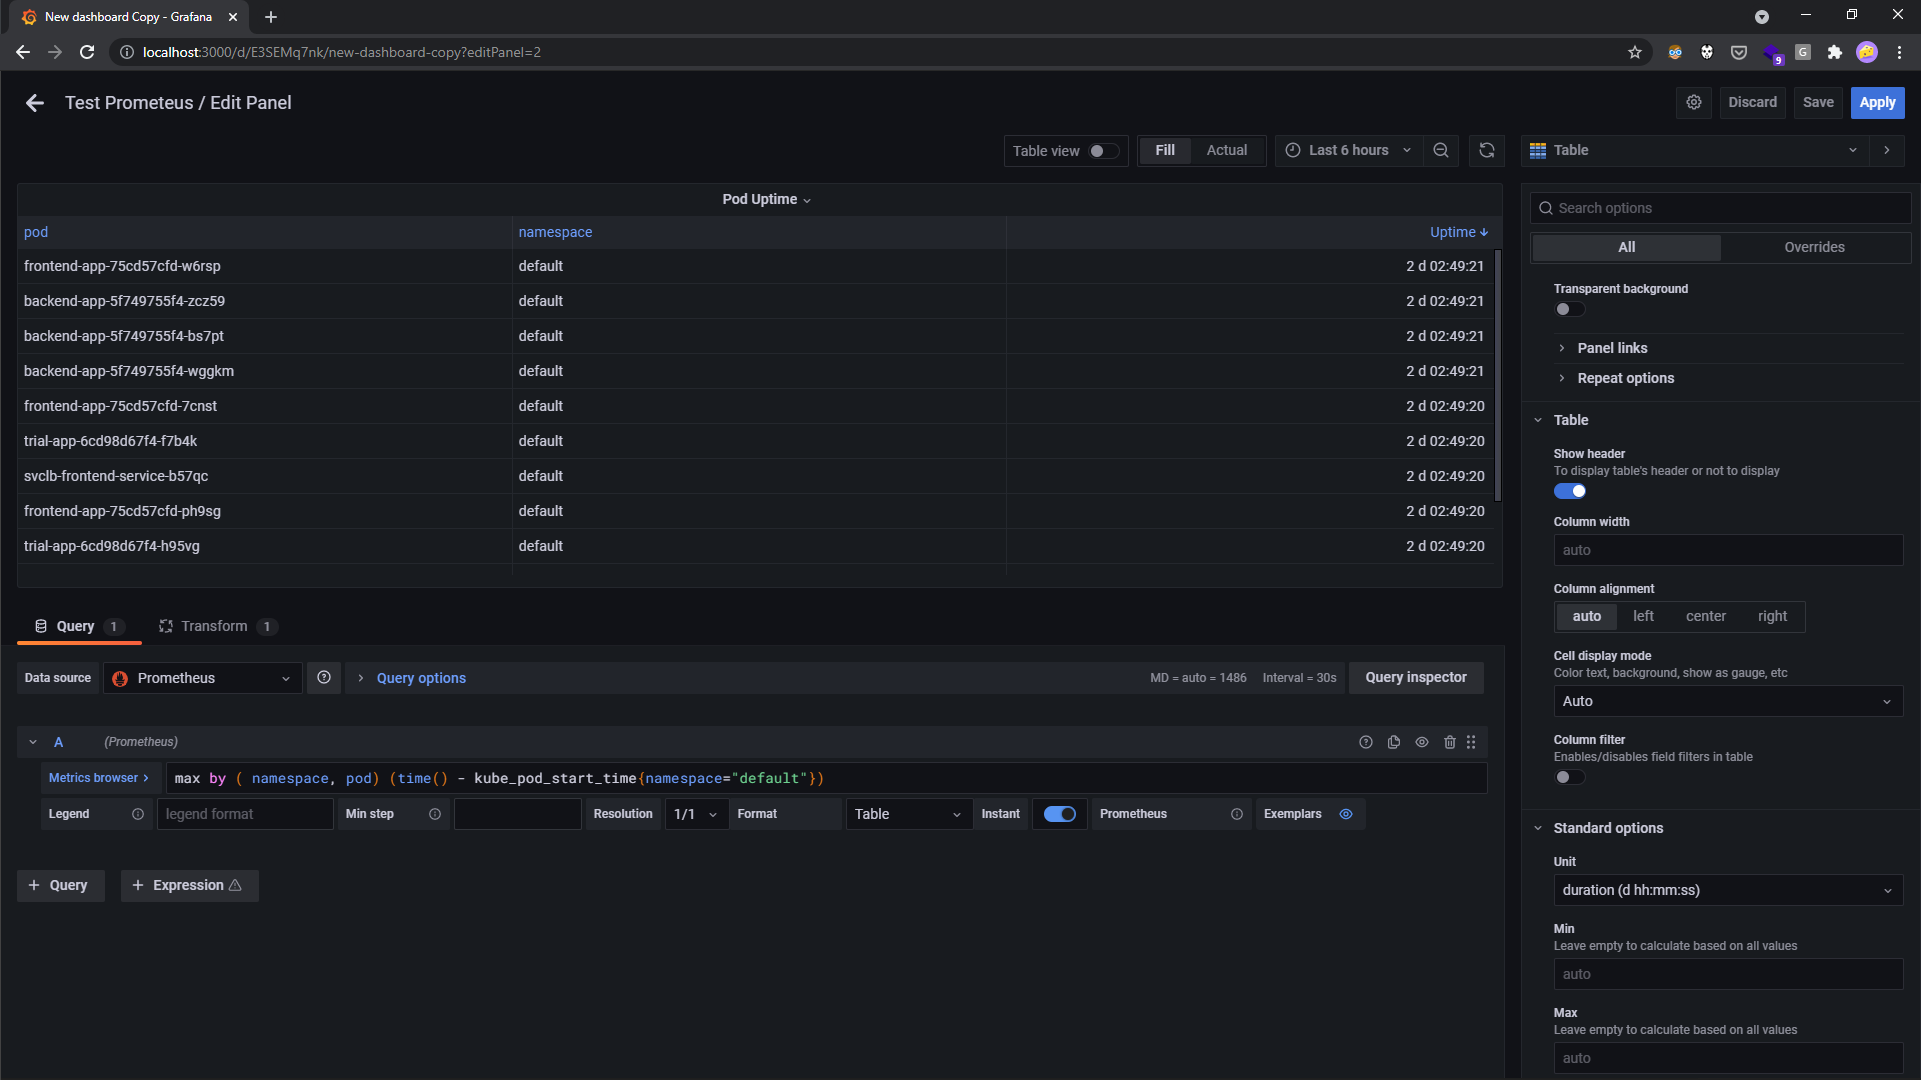 New dashboard Copy - Grafana
localhost:3000/d/E3SEMq7nk/new-dashboard-copy?editPanel=2
9
G
Test Prometeus / Edit Panel
Discard
Save
Apply
Table view
Fill
Actual
Last 6 hours
Table
Pod Uptime
pod namespace Uptime
frontend-app-75cd57cfd-w6rsp default 2 d 02:49:21
backend-app-5f749755f4-zcz59 default 2 d 02:49:21
backend-app-5f749755f4-bs7pt default 2 d 02:49:21
backend-app-5f749755f4-wggkm default 2 d 02:49:21
frontend-app-75cd57cfd-7cnst default 2 d 02:49:20
trial-app-6cd98d67f4-f7b4k default 2 d 02:49:20
svclb-frontend-service-b57qc default 2 d 02:49:20
frontend-app-75cd57cfd-ph9sg default 2 d 02:49:20
trial-app-6cd98d67f4-h95vg default 2 d 02:49:20
Query 1
Transform 1
Data source
Prometheus
Query options
MD = auto = 1486
Interval = 30s
Query inspector
A (Prometheus)
Metrics browser >
max by ( namespace, pod) (time() - kube_pod_start_time{namespace="default"})
Legend
legend format
Min step
Resolution
1/1
Format
Table
Instant
Prometheus
Exemplars
+ Query
+ Expression
Search options
All
Overrides
Transparent background
Panel links
Repeat options
Table
Show header
To display table's header or not to display
Column width
auto
Column alignment
auto left center right
Cell display mode
Color text, background, show as gauge, etc
Auto
Column filter
Enables/disables field filters in table
Standard options
Unit
duration (d hh:mm:ss)
Min
Leave empty to calculate based on all values
auto
Max
Leave empty to calculate based on all values
auto